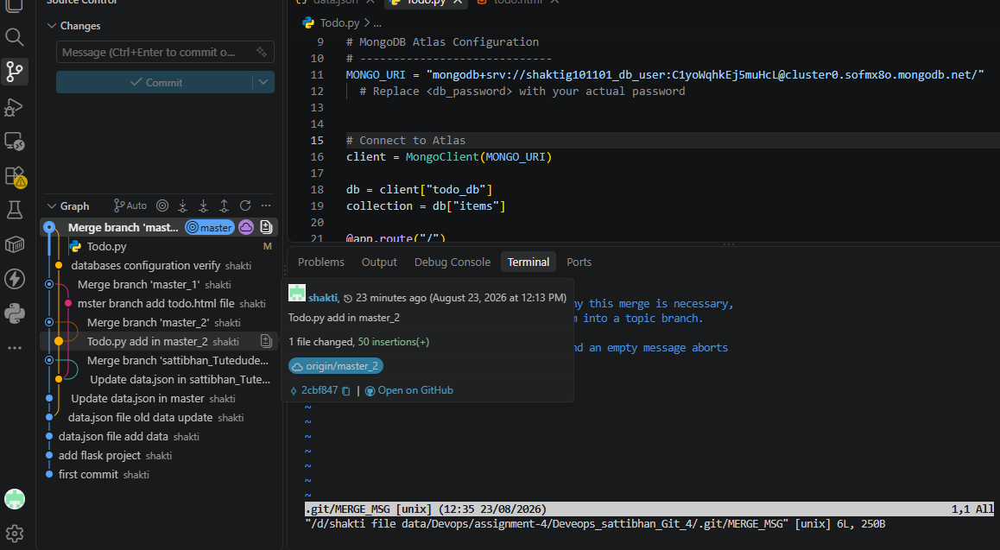 Source Control
Changes
Message (Ctrl+Enter to commit o...
Commit
Graph
Auto
Merge branch 'mast...
master
Todo.py
M
databases configuration verify shakti
Merge branch 'master_1' shakti
mster branch add todo.html file shakti
Merge branch 'master_2' shakti
Todo.py add in master_2 shakti
Merge branch 'sattibhan_Tutedude...
Update data.json in sattibhan_Tute...
Update data.json in master shakti
data.json file old data update shakti
data.json file add data shakti
add flask project shakti
first commit shakti
data.json
Todo.py
todo.html
Todo.py > ...
9 # MongoDB Atlas Configuration
10 # -----------------------------
11 MONGO_URI = "mongodb+srv://shaktig101101_db_user:C1yoWqhkEj5muHcL@cluster0.sofmx8o.mongodb.net/"
12 # Replace <db_password> with your actual password
13
14
15 # Connect to Atlas
16 client = MongoClient(MONGO_URI)
17
18 db = client["todo_db"]
19 collection = db["items"]
20
21 @app.route("/")
Problems Output Debug Console Terminal Ports
this merge is necessary,
into a topic branch.
an empty message aborts
shakti, 23 minutes ago (August 23, 2026 at 12:13 PM)
Todo.py add in master_2
1 file changed, 50 insertions(+)
origin/master_2
2cbf847 | Open on GitHub
~
~
~
~
~
~
~
.git/MERGE_MSG [unix] (12:35 23/08/2026) 1,1 All
"/d/shakti file data/Devops/assignment-4/Deveops_sattibhan_Git_4/.git/MERGE_MSG" [unix] 6L, 250B